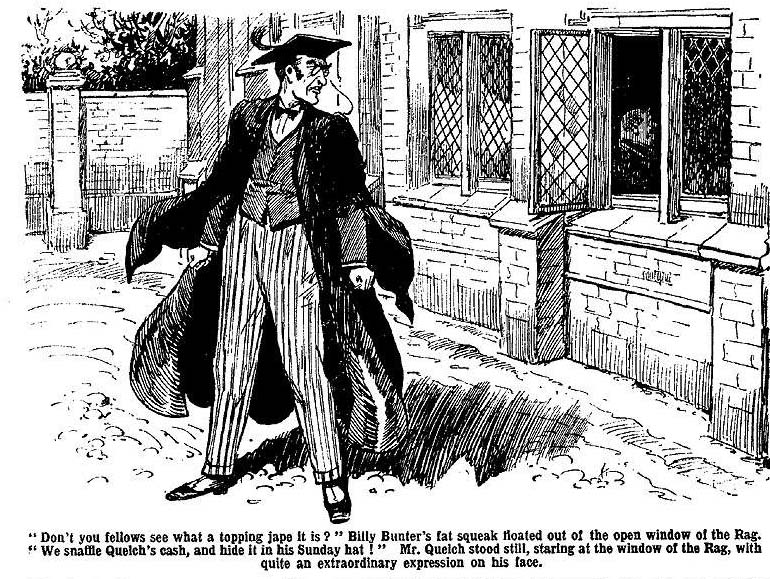 "Don't you fellows see what a topping jape it is?" Billy Bunter's fat squeak floated out of the open window of the Rag.
"We snaffle Quelch's cash, and hide it in his Sunday hat!" Mr. Quelch stood still, staring at the window of the Rag, with
quite an extraordinary expression on his face.